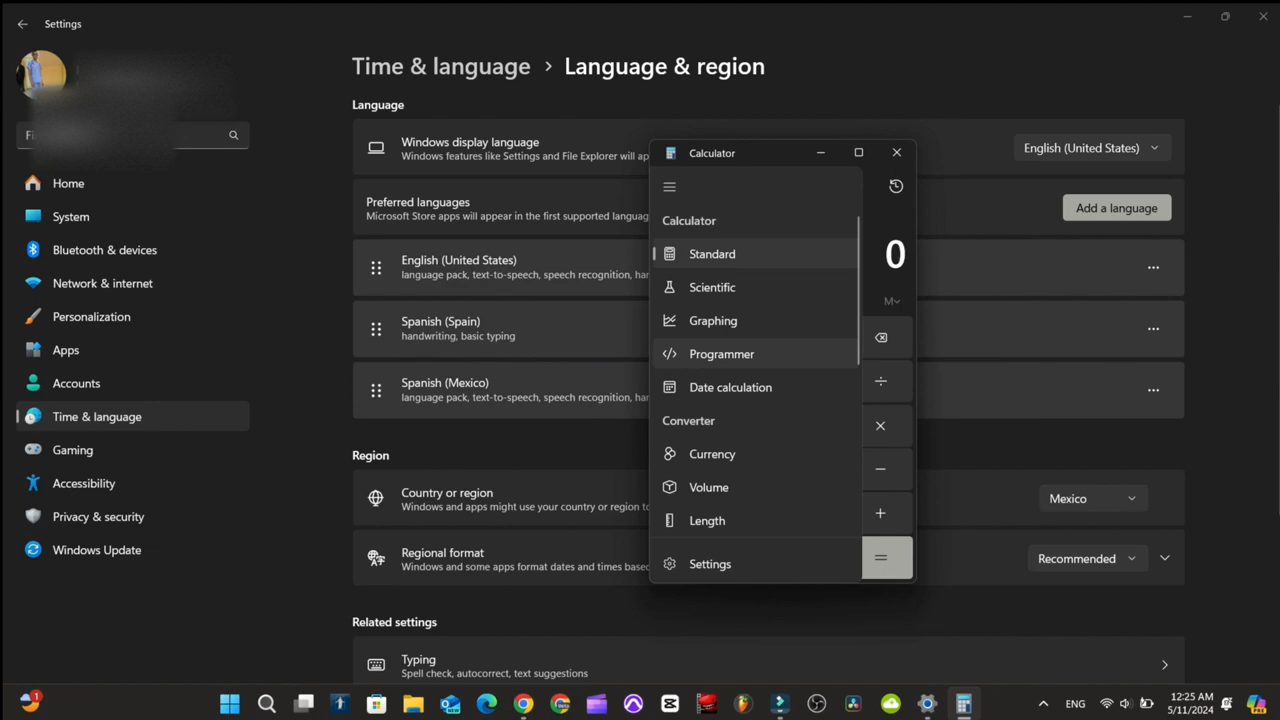 Settings
Time & language > Language & region
Home
System
Bluetooth & devices
Network & internet
Personalization
Apps
Accounts
Time & language
Gaming
Accessibility
Privacy & security
Windows Update
Language
Windows display language
Windows features like Settings and File Explorer will
English (United States)
Preferred languages
Microsoft Store apps will appear in the first supported
Add a language
English (United States)
language pack, text-to-speech, speech recognition,
Spanish (Spain)
handwriting, basic typing
Spanish (Mexico)
language pack, text-to-speech, speech recognition,
Region
Country or region
Windows and apps might use your country or region to
Mexico
Regional format
Windows and some apps format dates and times
Recommended
Related settings
Typing
Spell check, autocorrect, text suggestions
Calculator
Calculator
Standard
Scientific
Graphing
Programmer
Date calculation
Converter
Currency
Volume
Length
Settings
0
M
÷
×
−
+
=
1
NEW
Beta
ENG
12:25 AM
5/11/2024
PRE